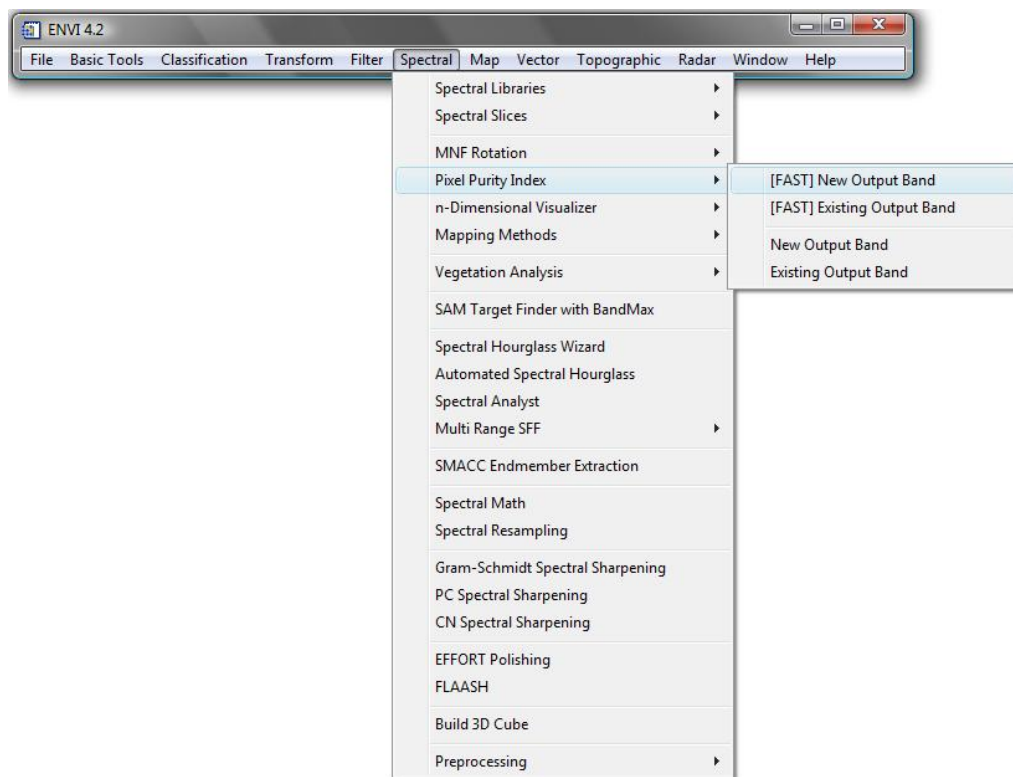 ENVI 4.2
File Basic Tools Classification Transform Filter Spectral Map Vector Topographic Radar Window Help
Spectral Libraries
Spectral Slices
MNF Rotation
Pixel Purity Index
[FAST] New Output Band
n-Dimensional Visualizer
[FAST] Existing Output Band
Mapping Methods
New Output Band
Vegetation Analysis
Existing Output Band
SAM Target Finder with BandMax
Spectral Hourglass Wizard
Automated Spectral Hourglass
Spectral Analyst
Multi Range SFF
SMACC Endmember Extraction
Spectral Math
Spectral Resampling
Gram-Schmidt Spectral Sharpening
PC Spectral Sharpening
CN Spectral Sharpening
EFFORT Polishing
FLAASH
Build 3D Cube
Preprocessing